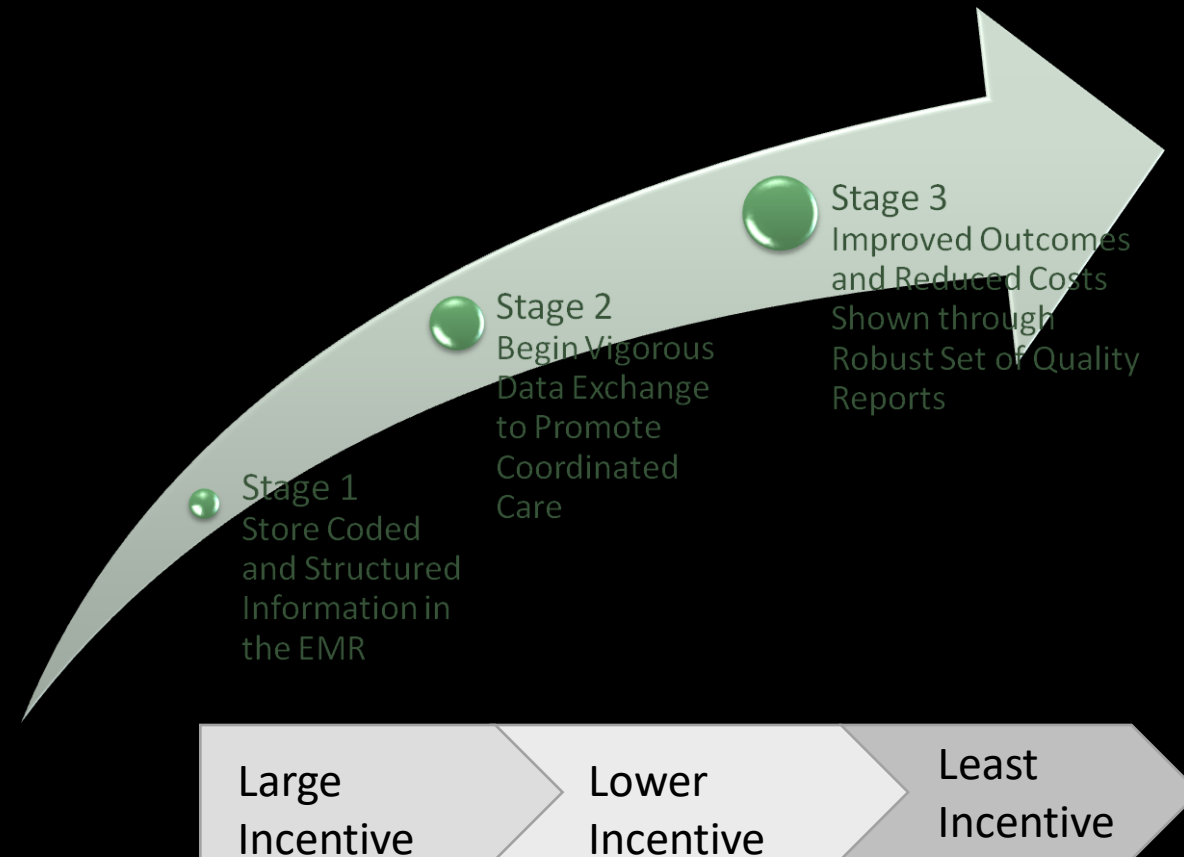 Stage 1
Store Coded
and Structured
Information in
the EMR
Stage 2
Begin Vigorous
Data Exchange
to Promote
Coordinated
Care
Stage 3
Improved Outcomes
and Reduced Costs
Shown through
Robust Set of Quality
Reports
Large
Incentive
Lower
Incentive
Least
Incentive